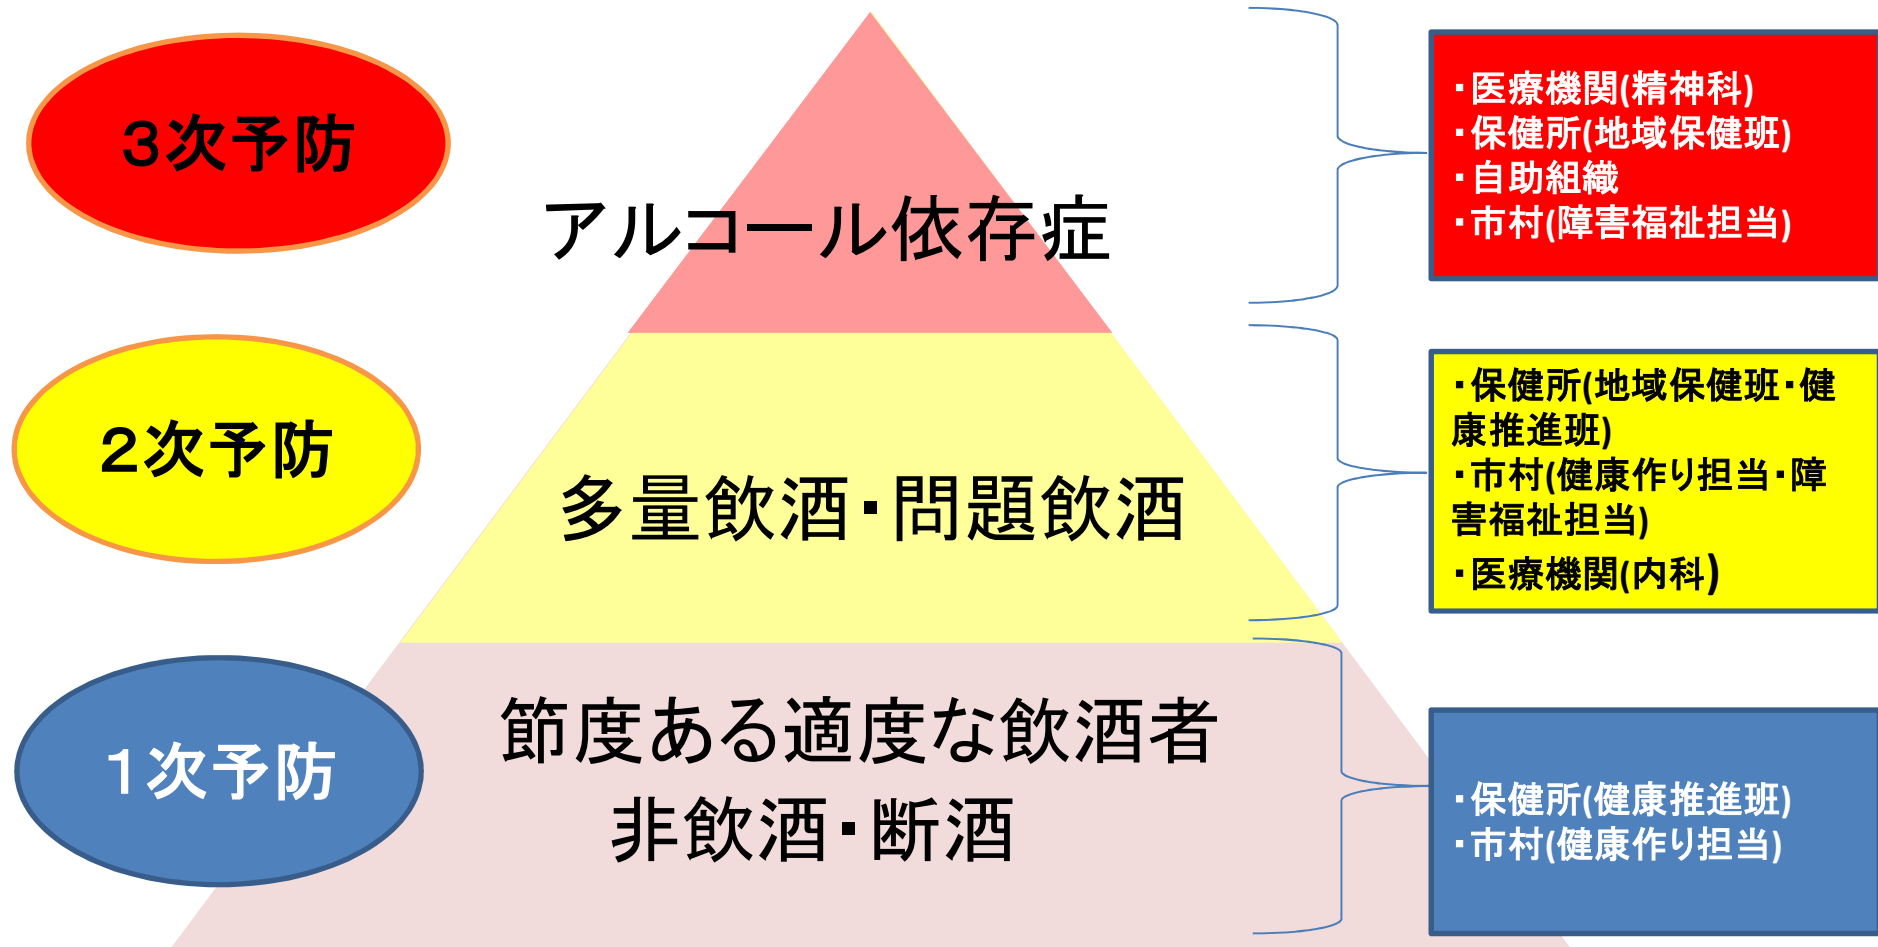 ３次予防
アルコール依存症
・医療機関(精神科)
・保健所(地域保健班)
・自助組織
・市村(障害福祉担当)
２次予防
多量飲酒・問題飲酒
・保健所(地域保健班・健
康推進班)
・市村(健康作り担当・障
害福祉担当)
・医療機関(内科)
１次予防
節度ある適度な飲酒者
非飲酒・断酒
・保健所(健康推進班)
・市村(健康作り担当)